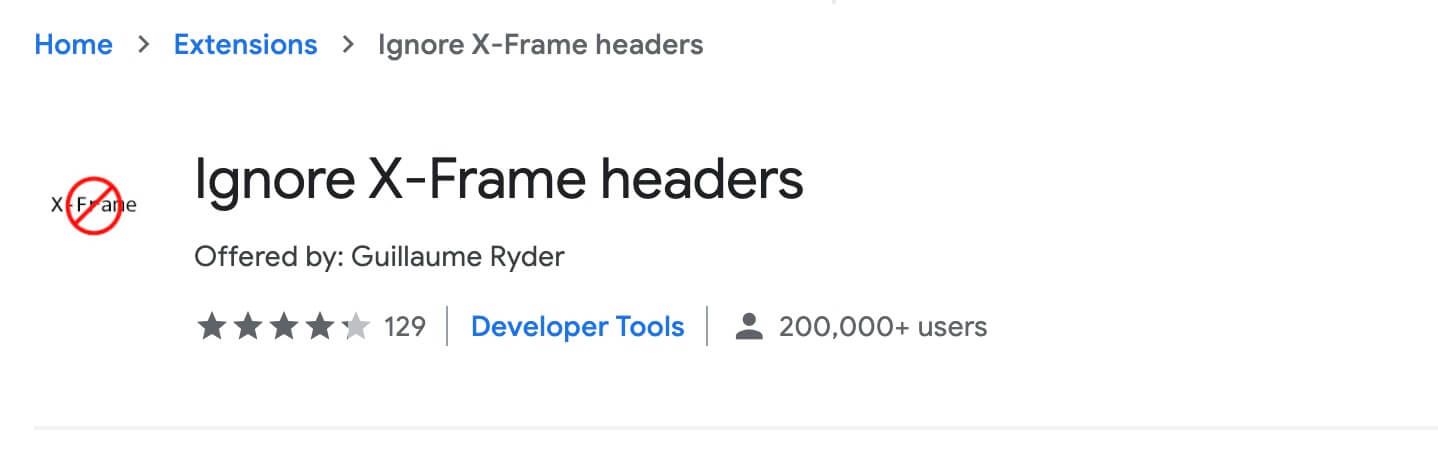 Home > Extensions > Ignore X-Frame headers
X-Frame
Ignore X-Frame headers
Offered by: Guillaume Ryder
129 | Developer Tools | 200,000+ users